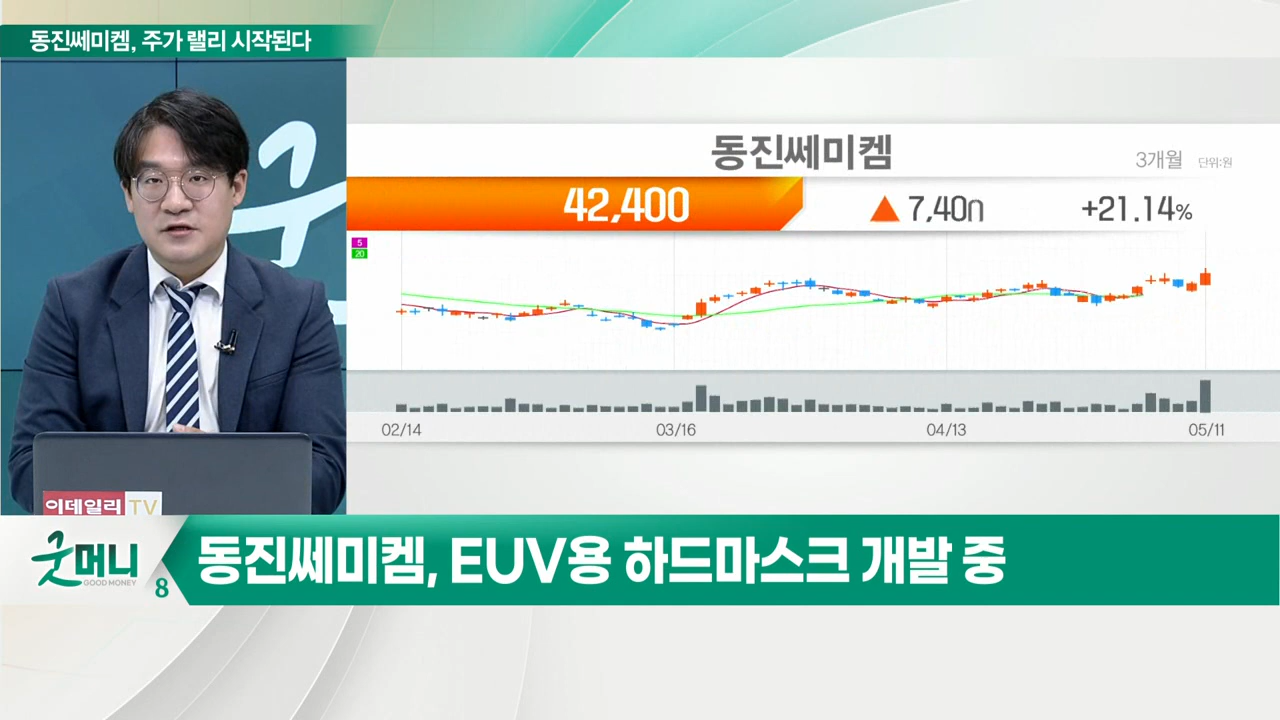 동진쎄미켐, 주가 랠리 시작된다
동진쎄미켐
3개월 단위:원
42,400 ▲ 7,40 +21.14%
5
20
02/14 03/16 04/13 05/11
이데일리 TV
굿머니
GOOD MONEY
8
동진쎄미켐, EUV용 하드마스크 개발 중